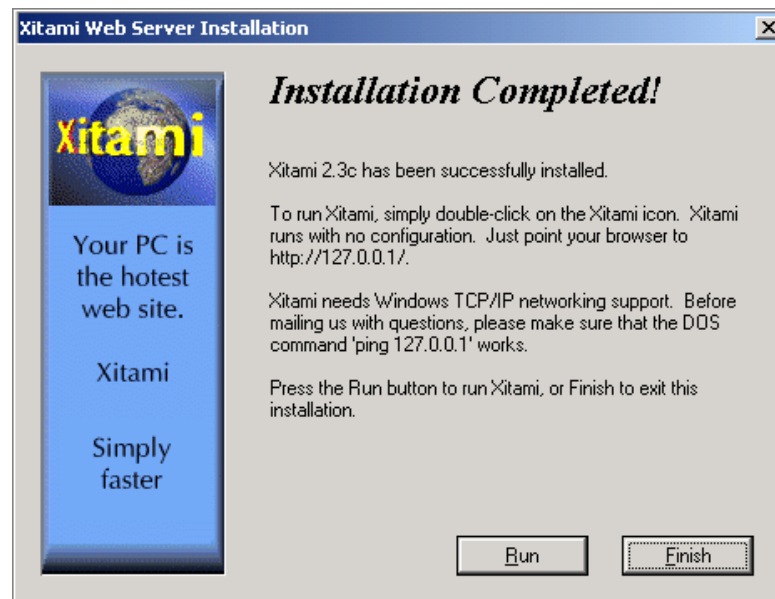 Xitami Web Server Installation
Xitami
Your PC is
the hotest
web site.
Xitami
Simply
faster
Installation Completed!
Xitami 2.3c has been successfully installed.
To run Xitami, simply double-click on the Xitami icon.  Xitami
runs with no configuration.  Just point your browser to
http://127.0.0.1/.
Xitami needs Windows TCP/IP networking support.  Before
mailing us with questions, please make sure that the DOS
command 'ping 127.0.0.1' works.
Press the Run button to run Xitami, or Finish to exit this
installation.
Run
Finish